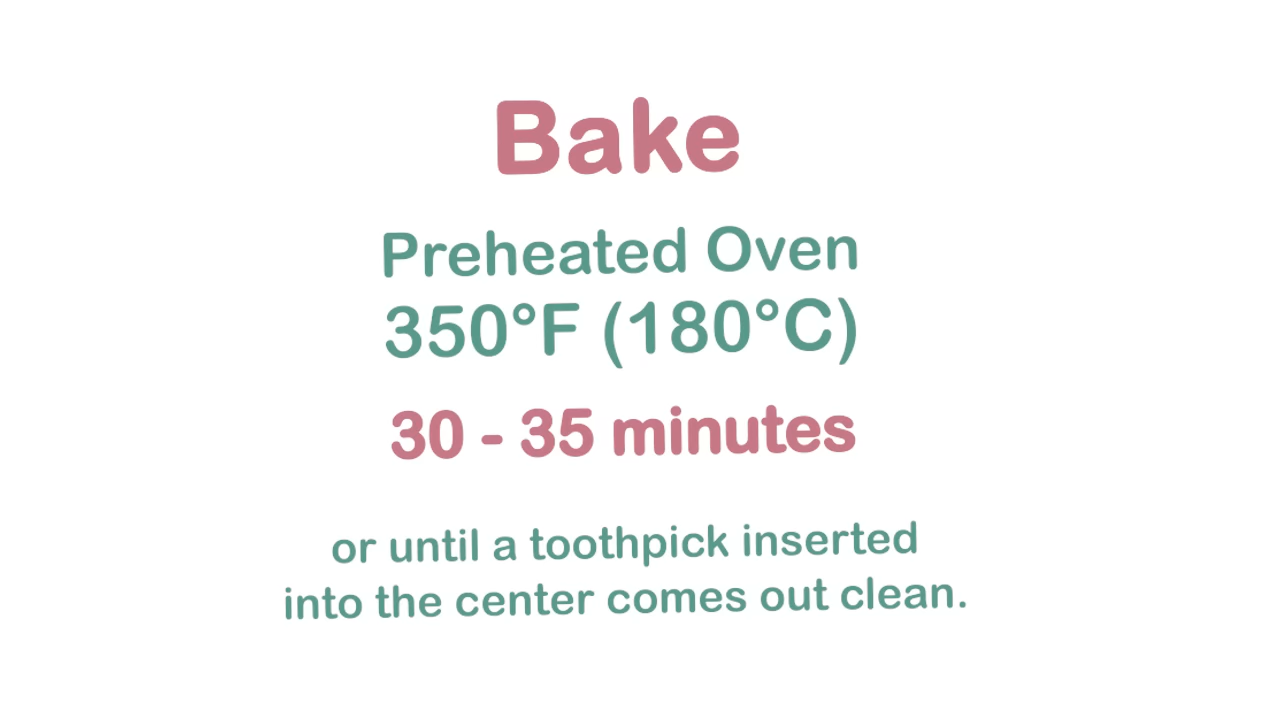 Bake
Preheated Oven
350°F (180°C)
30 - 35 minutes
or until a toothpick inserted
into the center comes out clean.